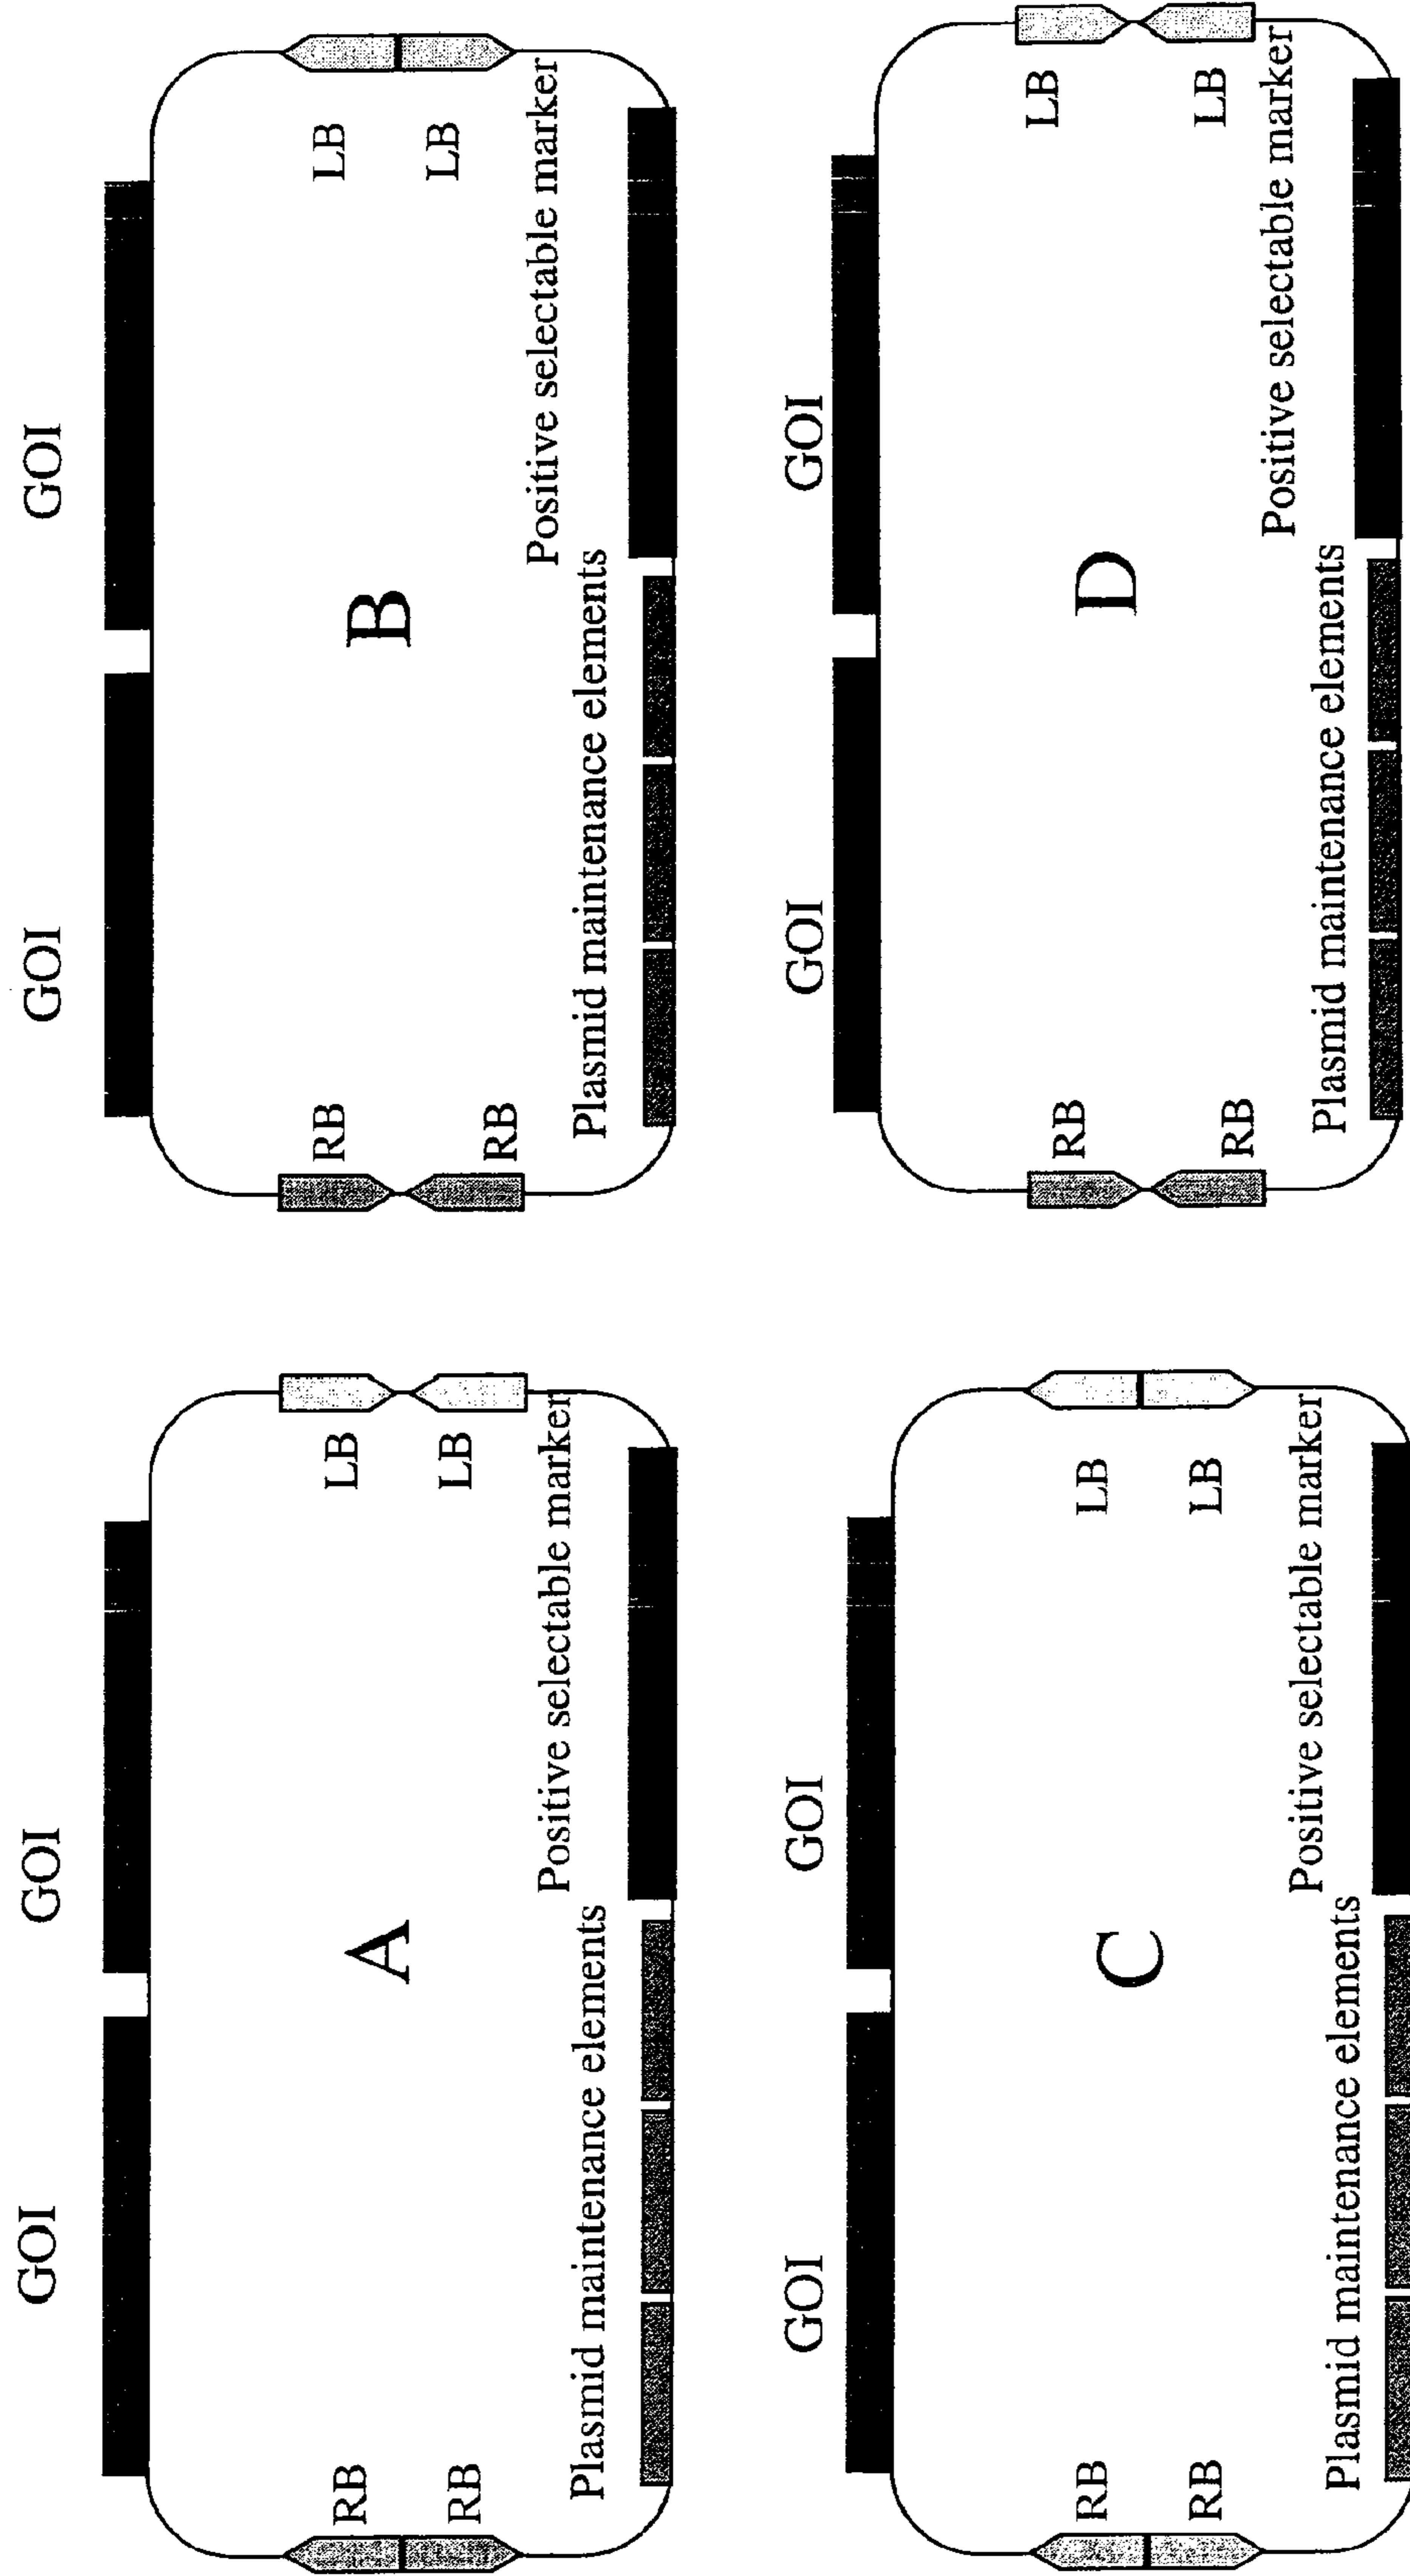 GOI GOI
RB LB
A
RB LB
Positive selectable marker
Plasmid maintenance elements
GOI GOI
RB LB
B
RB LB
Positive selectable marker
Plasmid maintenance elements
GOI GOI
RB LB
C
RB LB
Positive selectable marker
Plasmid maintenance elements
GOI GOI
RB LB
D
RB LB
Positive selectable marker
Plasmid maintenance elements